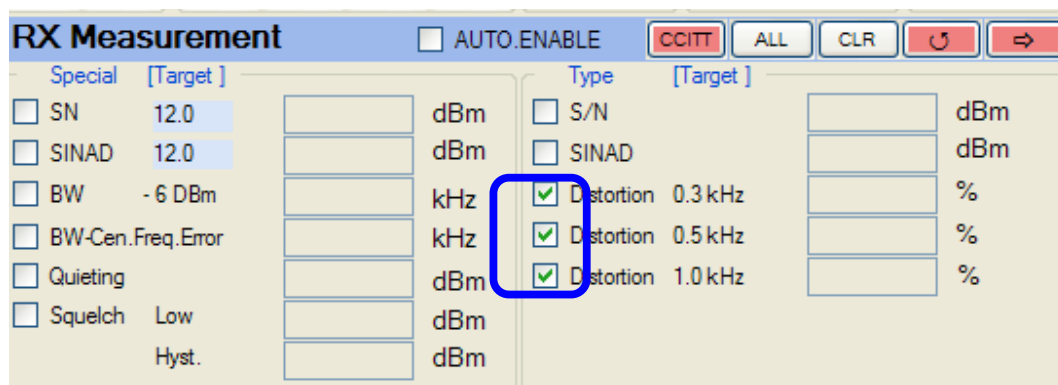 RX Measurement AUTO.ENABLE CCITT ALL CLR
Special [Target ] Type [Target ]
SN 12.0 dBm S/N dBm
SINAD 12.0 dBm SINAD dBm
BW - 6 DBm kHz Distortion 0.3 kHz %
BW-Cen.Freq.Error kHz Distortion 0.5 kHz %
Quieting dBm Distortion 1.0 kHz %
Squelch Low dBm
Hyst. dBm